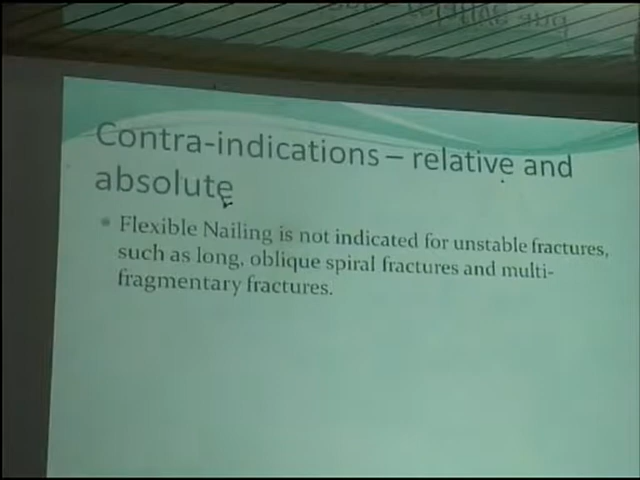 Contra-indications – relative and
absolute
Flexible Nailing is not indicated for unstable fractures,
such as long, oblique spiral fractures and multi-
fragmentary fractures.